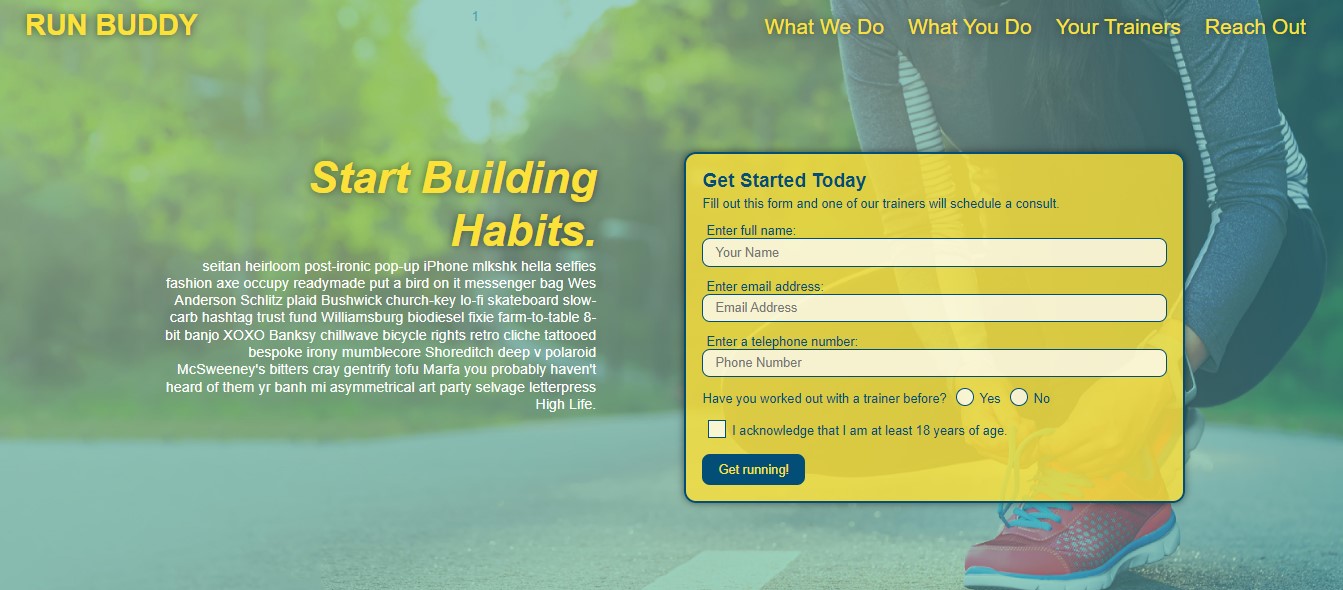 RUN BUDDY
1
What We Do What You Do Your Trainers Reach Out
Start Building
Habits.
seitan heirloom post-ironic pop-up iPhone mlkshk hella selfies
fashion axe occupy readymade put a bird on it messenger bag Wes
Anderson Schlitz plaid Bushwick church-key lo-fi skateboard slow-
carb hashtag trust fund Williamsburg biodiesel fixie farm-to-table 8-
bit banjo XOXO Banksy chillwave bicycle rights retro cliche tattooed
bespoke irony mumblecore Shoreditch deep v polaroid
McSweeney's bitters cray gentrify tofu Marfa you probably haven't
heard of them yr banh mi asymmetrical art party selvage letterpress
High Life.
Get Started Today
Fill out this form and one of our trainers will schedule a consult.
Enter full name:
Your Name
Enter email address:
Email Address
Enter a telephone number:
Phone Number
Have you worked out with a trainer before? Yes No
I acknowledge that I am at least 18 years of age.
Get running!